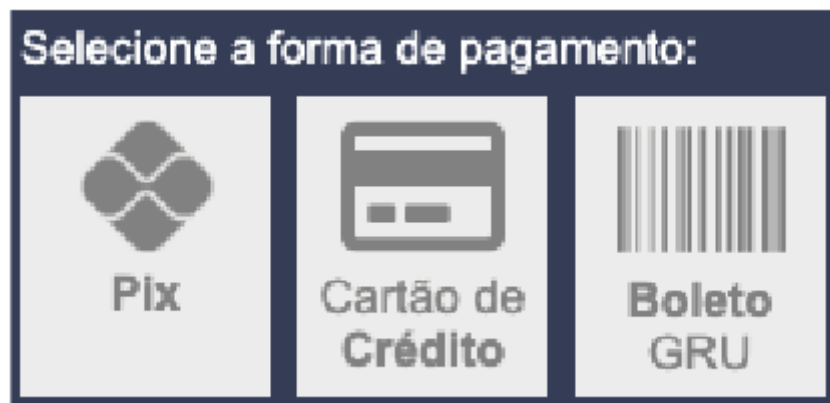 Selecione a forma de pagamento:
Pix
Cartão de
Crédito
Boleto
GRU